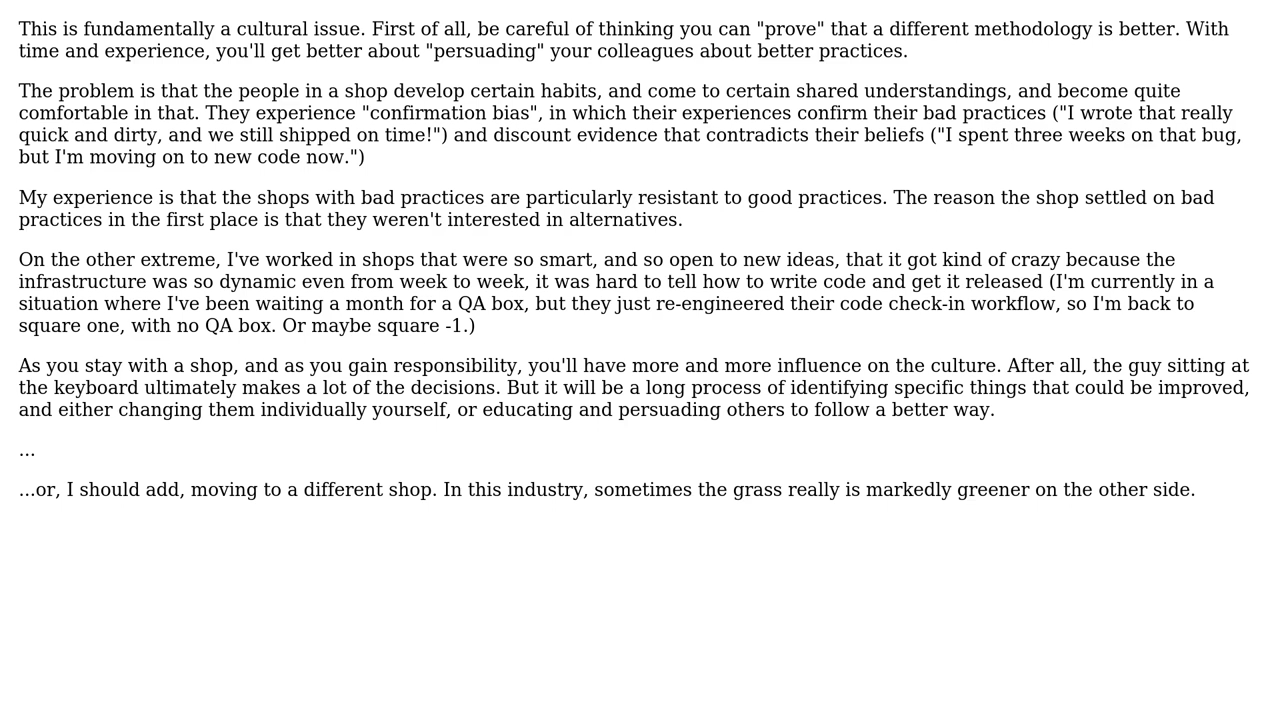 This is fundamentally a cultural issue. First of all, be careful of thinking you can "prove" that a different methodology is better. With
time and experience, you'll get better about "persuading" your colleagues about better practices.
The problem is that the people in a shop develop certain habits, and come to certain shared understandings, and become quite
comfortable in that. They experience "confirmation bias", in which their experiences confirm their bad practices ("I wrote that really
quick and dirty, and we still shipped on time!") and discount evidence that contradicts their beliefs ("I spent three weeks on that bug,
but I'm moving on to new code now.")
My experience is that the shops with bad practices are particularly resistant to good practices. The reason the shop settled on bad
practices in the first place is that they weren't interested in alternatives.
On the other extreme, I've worked in shops that were so smart, and so open to new ideas, that it got kind of crazy because the
infrastructure was so dynamic even from week to week, it was hard to tell how to write code and get it released (I'm currently in a
situation where I've been waiting a month for a QA box, but they just re-engineered their code check-in workflow, so I'm back to
square one, with no QA box. Or maybe square -1.)
As you stay with a shop, and as you gain responsibility, you'll have more and more influence on the culture. After all, the guy sitting at
the keyboard ultimately makes a lot of the decisions. But it will be a long process of identifying specific things that could be improved,
and either changing them individually yourself, or educating and persuading others to follow a better way.
...
...or, I should add, moving to a different shop. In this industry, sometimes the grass really is markedly greener on the other side.